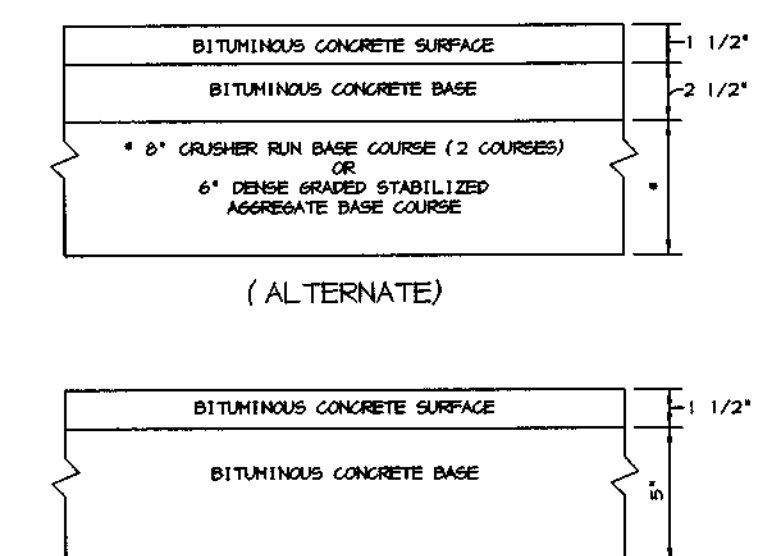 BITUMINOUS CONCRETE SURFACE
1 1/2"
BITUMINOUS CONCRETE BASE
2 1/2"
* 8" CRUSHER RUN BASE COURSE (2 COURSES)
OR
6" DENSE GRADED STABILIZED
AGGREGATE BASE COURSE
*
(ALTERNATE)
BITUMINOUS CONCRETE SURFACE
1 1/2"
BITUMINOUS CONCRETE BASE
5"